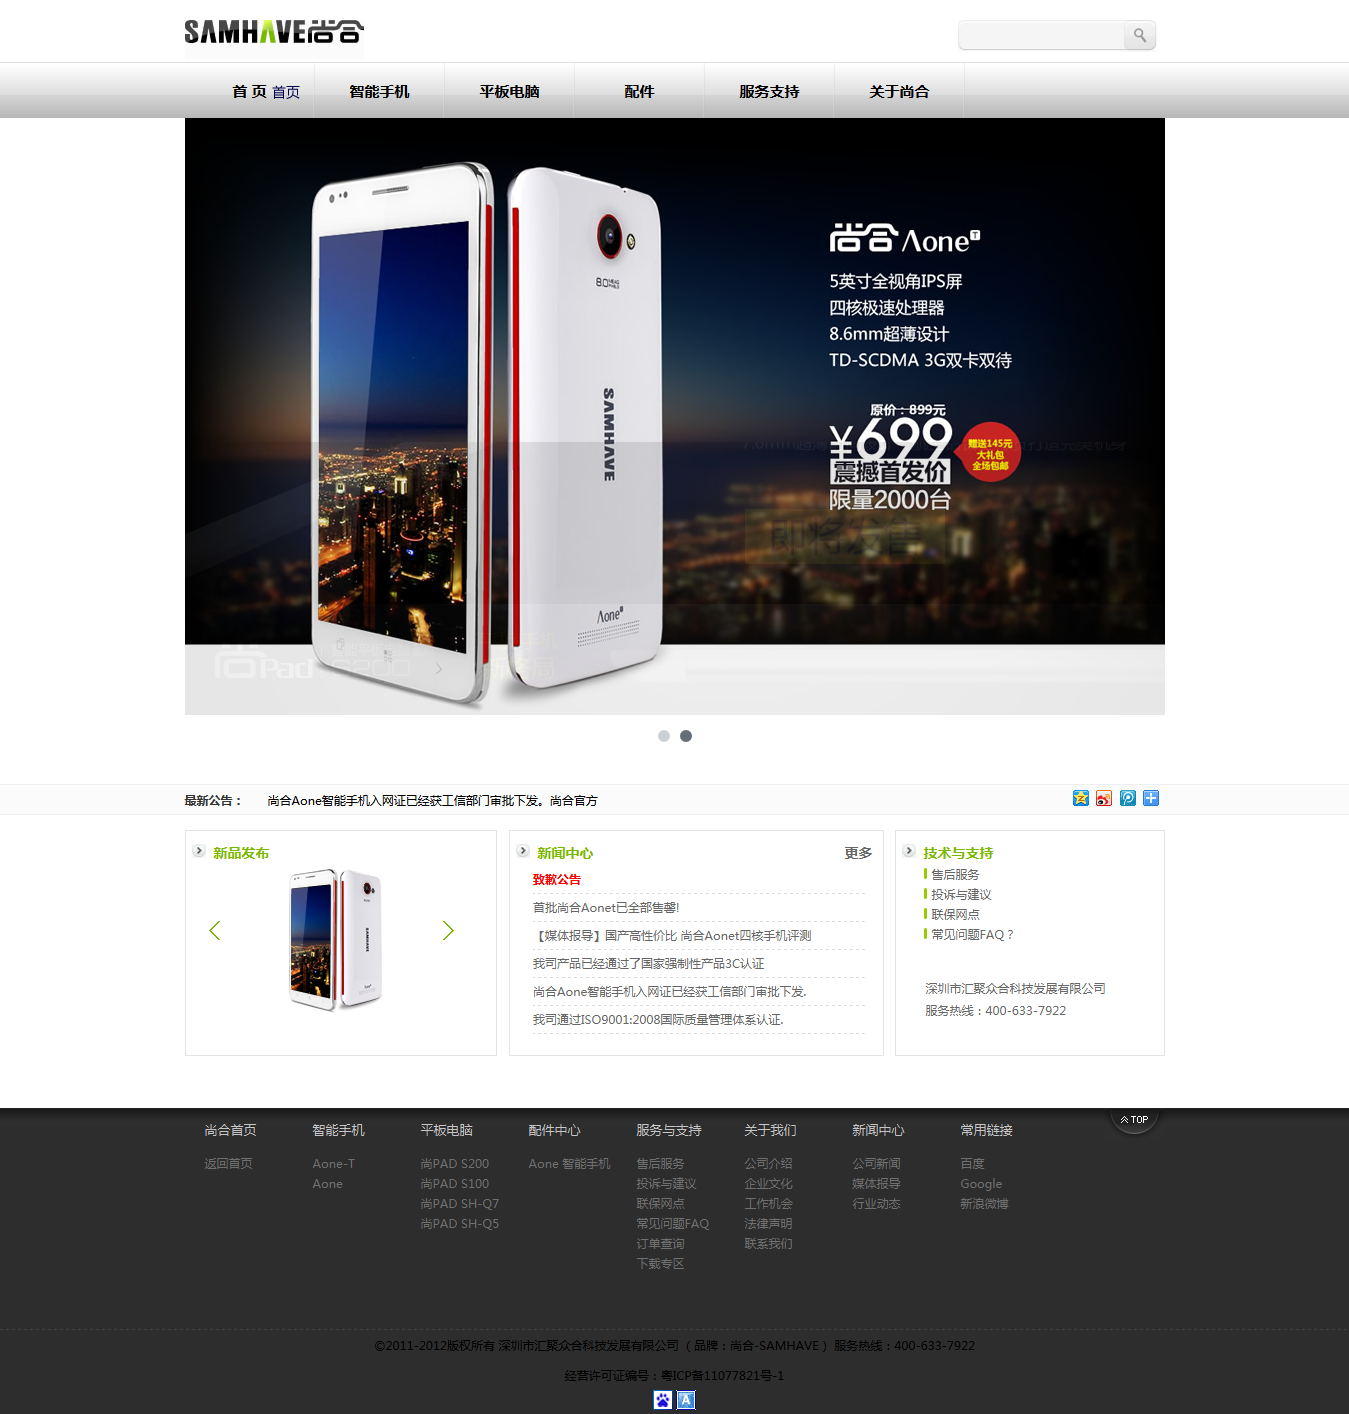 SAMHAVE尚合
首 页 首页 智能手机 平板电脑 配件 服务支持 关于尚合
尚合 Aone T
5英寸全视角IPS屏
四核极速处理器
8.6mm超薄设计
TD-SCDMA 3G双卡双待
原价：899元
¥699
震撼首发价
限量2000台
赠送145元
大礼包
全场包邮
8.0 MEGA PIXELS
SAMHAVE
Aone T
即将发售
尚Pad S200
最新公告： 尚合Aone智能手机入网证已经获工信部门审批下发。尚合官方
新品发布
新闻中心 更多
致歉公告
首批尚合Aonet已全部售罄!
【媒体报导】国产高性价比 尚合Aonet四核手机评测
我司产品已经通过了国家强制性产品3C认证
尚合Aone智能手机入网证已经获工信部门审批下发.
我司通过ISO9001:2008国际质量管理体系认证.
技术与支持
售后服务
投诉与建议
联保网点
常见问题FAQ？
深圳市汇聚众合科技发展有限公司
服务热线：400-633-7922
TOP
尚合首页 智能手机 平板电脑 配件中心 服务与支持 关于我们 新闻中心 常用链接
返回首页 Aone-T 尚PAD S200 Aone 智能手机 售后服务 公司介绍 公司新闻 百度
Aone 尚PAD S100 投诉与建议 企业文化 媒体报导 Google
尚PAD SH-Q7 联保网点 工作机会 行业动态 新浪微博
尚PAD SH-Q5 常见问题FAQ 法律声明
订单查询 联系我们
下载专区
©2011-2012版权所有 深圳市汇聚众合科技发展有限公司 （品牌：尚合-SAMHAVE） 服务热线：400-633-7922
经营许可证编号：粤ICP备11077821号-1